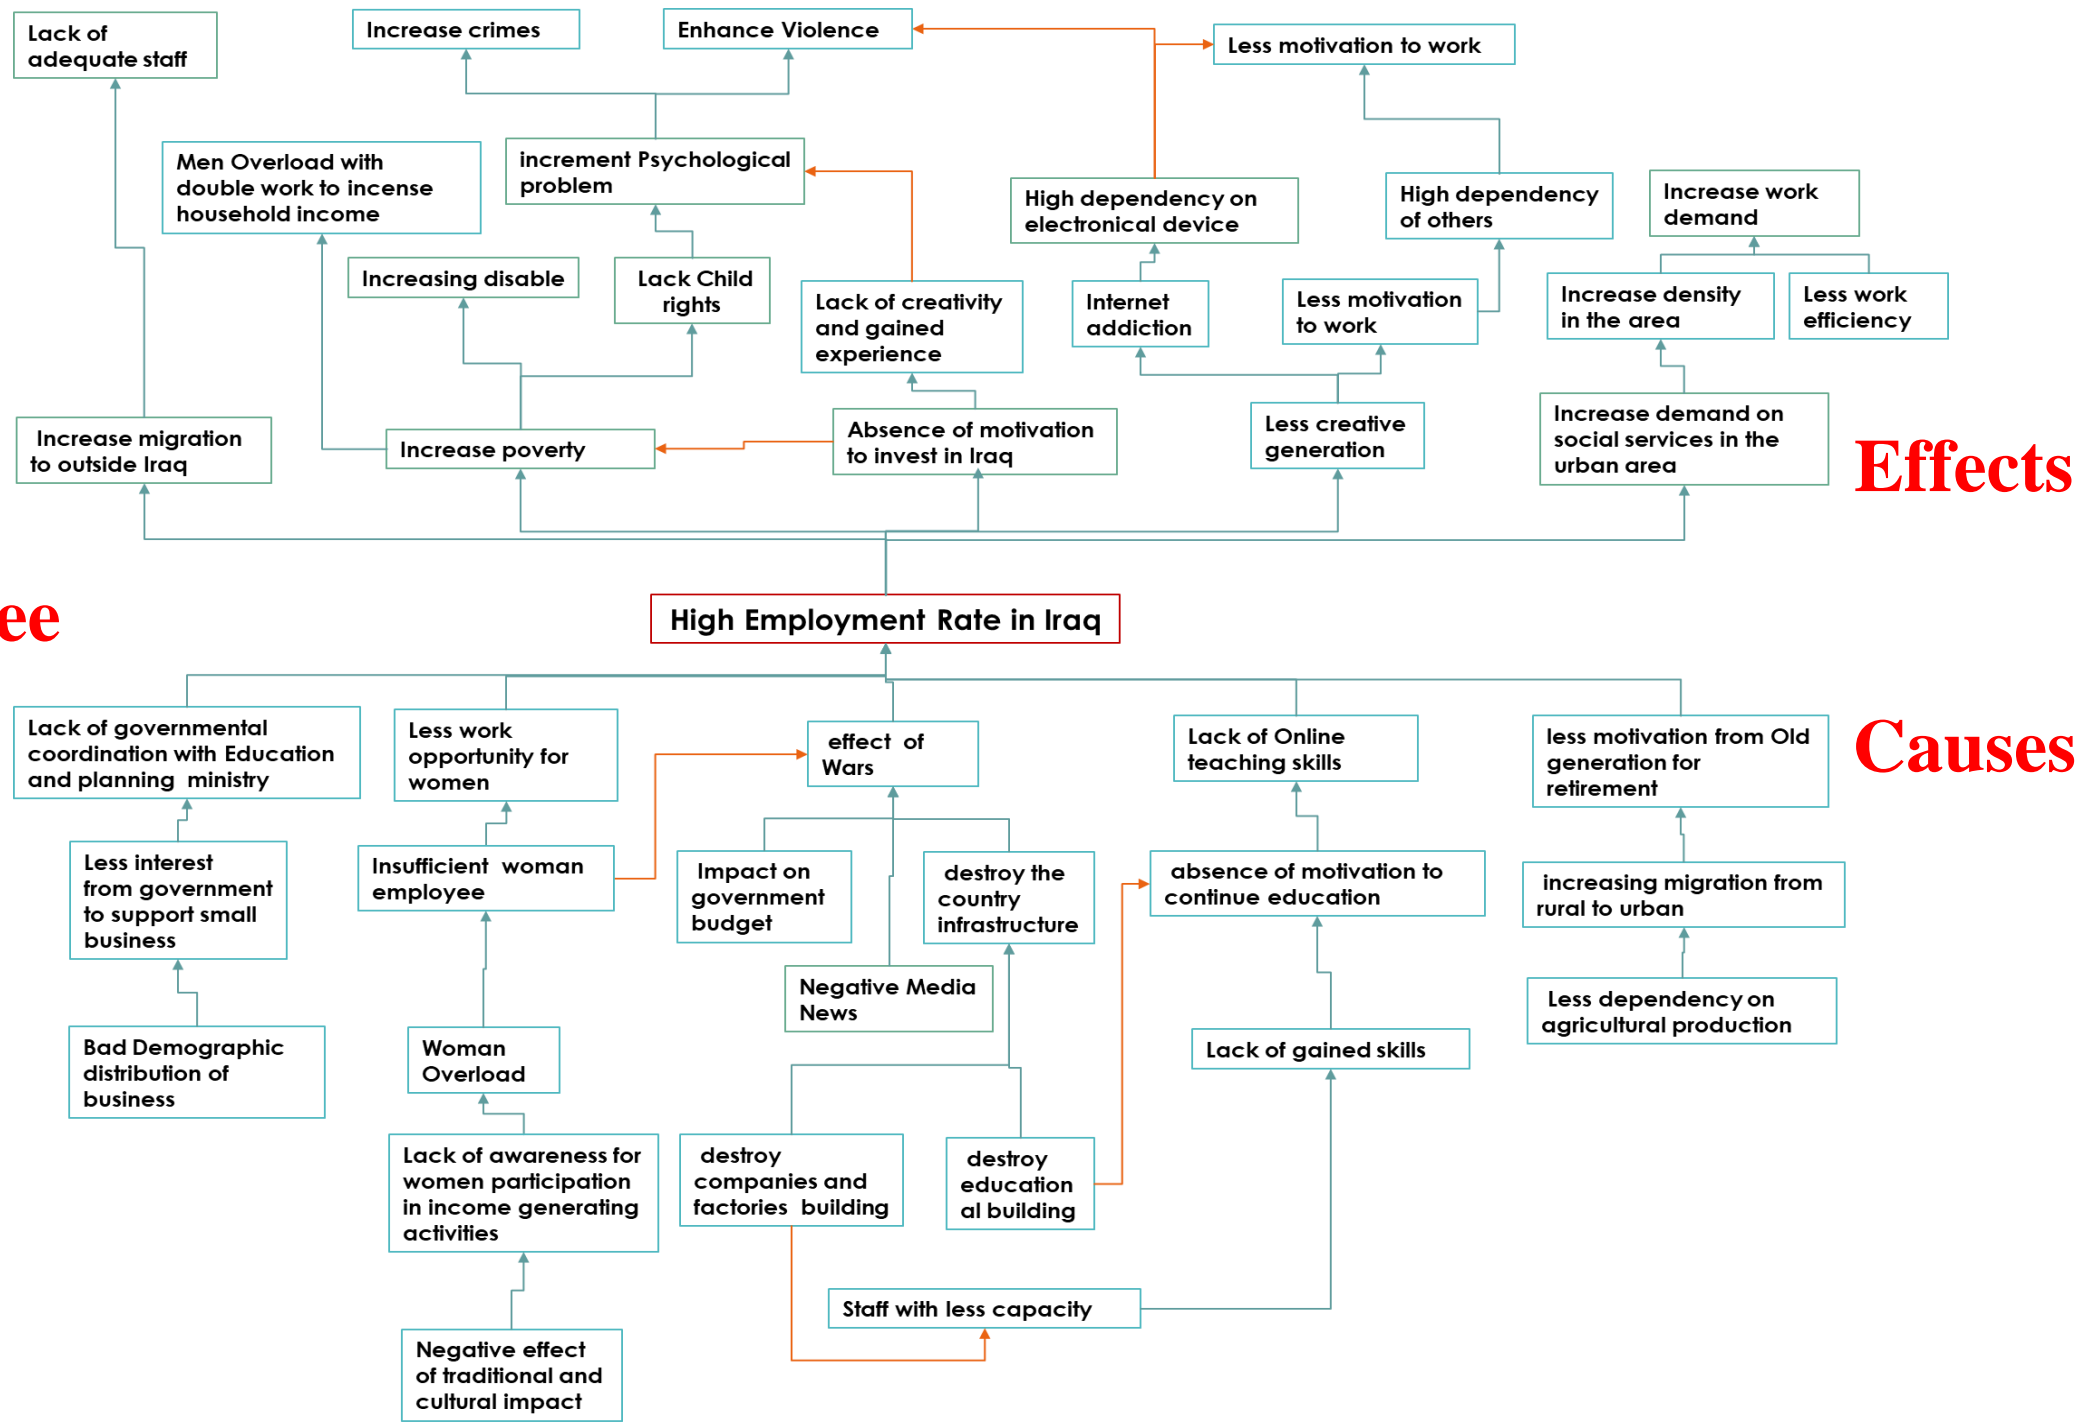 Lack of
adequate staff
Increase crimes
Enhance Violence
Less motivation to work
Men Overload with
double work to incense
household income
increment Psychological
problem
High dependency on
electronical device
High dependency
of others
Increase work
demand
Increasing disable
Lack Child
rights
Lack of creativity
and gained
experience
Internet
addiction
Less motivation
to work
Increase density
in the area
Less work
efficiency
Increase migration
to outside Iraq
Increase poverty
Absence of motivation
to invest in Iraq
Less creative
generation
Increase demand on
social services in the
urban area
Effects
ee
High Employment Rate in Iraq
Lack of governmental
coordination with Education
and planning ministry
Less work
opportunity for
women
effect of
Wars
Lack of Online
teaching skills
less motivation from Old
generation for
retirement
Causes
Less interest
from government
to support small
business
Insufficient woman
employee
Impact on
government
budget
destroy the
country
infrastructure
absence of motivation to
continue education
increasing migration from
rural to urban
Negative Media
News
Less dependency on
agricultural production
Bad Demographic
distribution of
business
Woman
Overload
Lack of gained skills
Lack of awareness for
women participation
in income generating
activities
destroy
companies and
factories building
destroy
education
al building
Staff with less capacity
Negative effect
of traditional and
cultural impact